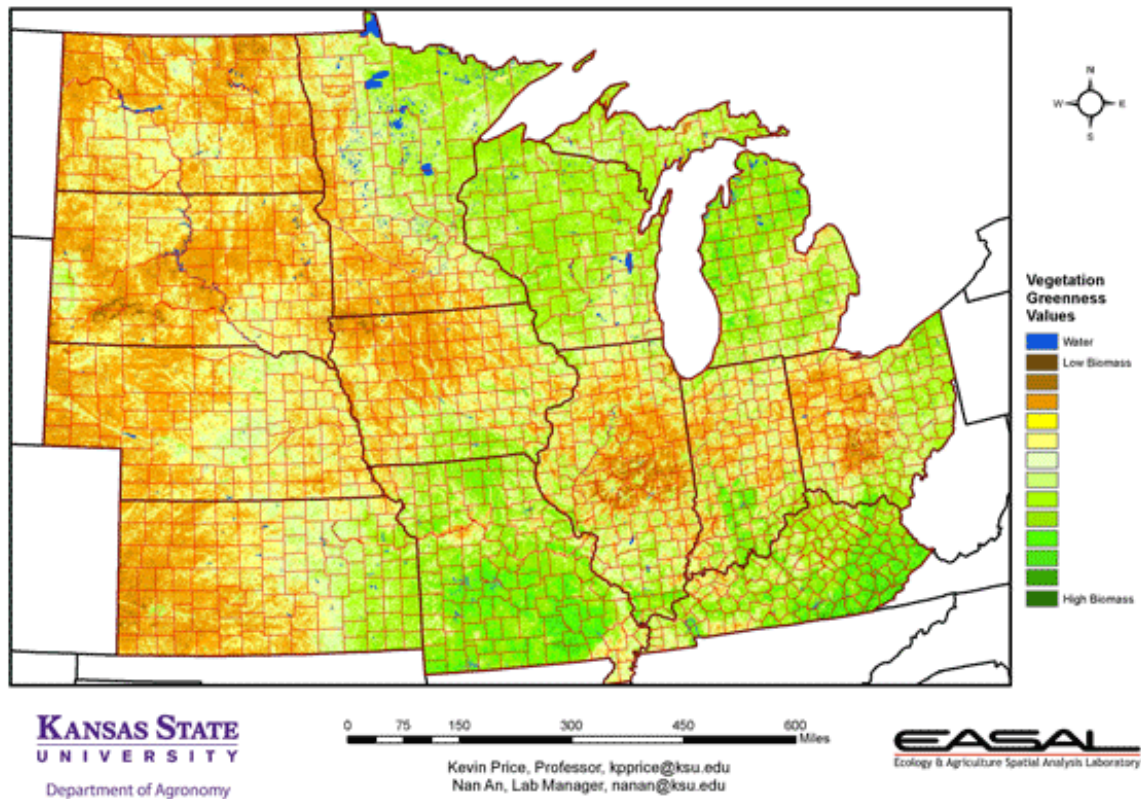 N
W E
S
Vegetation
Greenness
Values
Water
Low Biomass
High Biomass
KANSAS STATE
UNIVERSITY
Department of Agronomy
0 75 150 300 450 600
Miles
Kevin Price, Professor, kpprice@ksu.edu
Nan An, Lab Manager, nanan@ksu.edu
EASAL
Ecology & Agriculture Spatial Analysis Laboratory